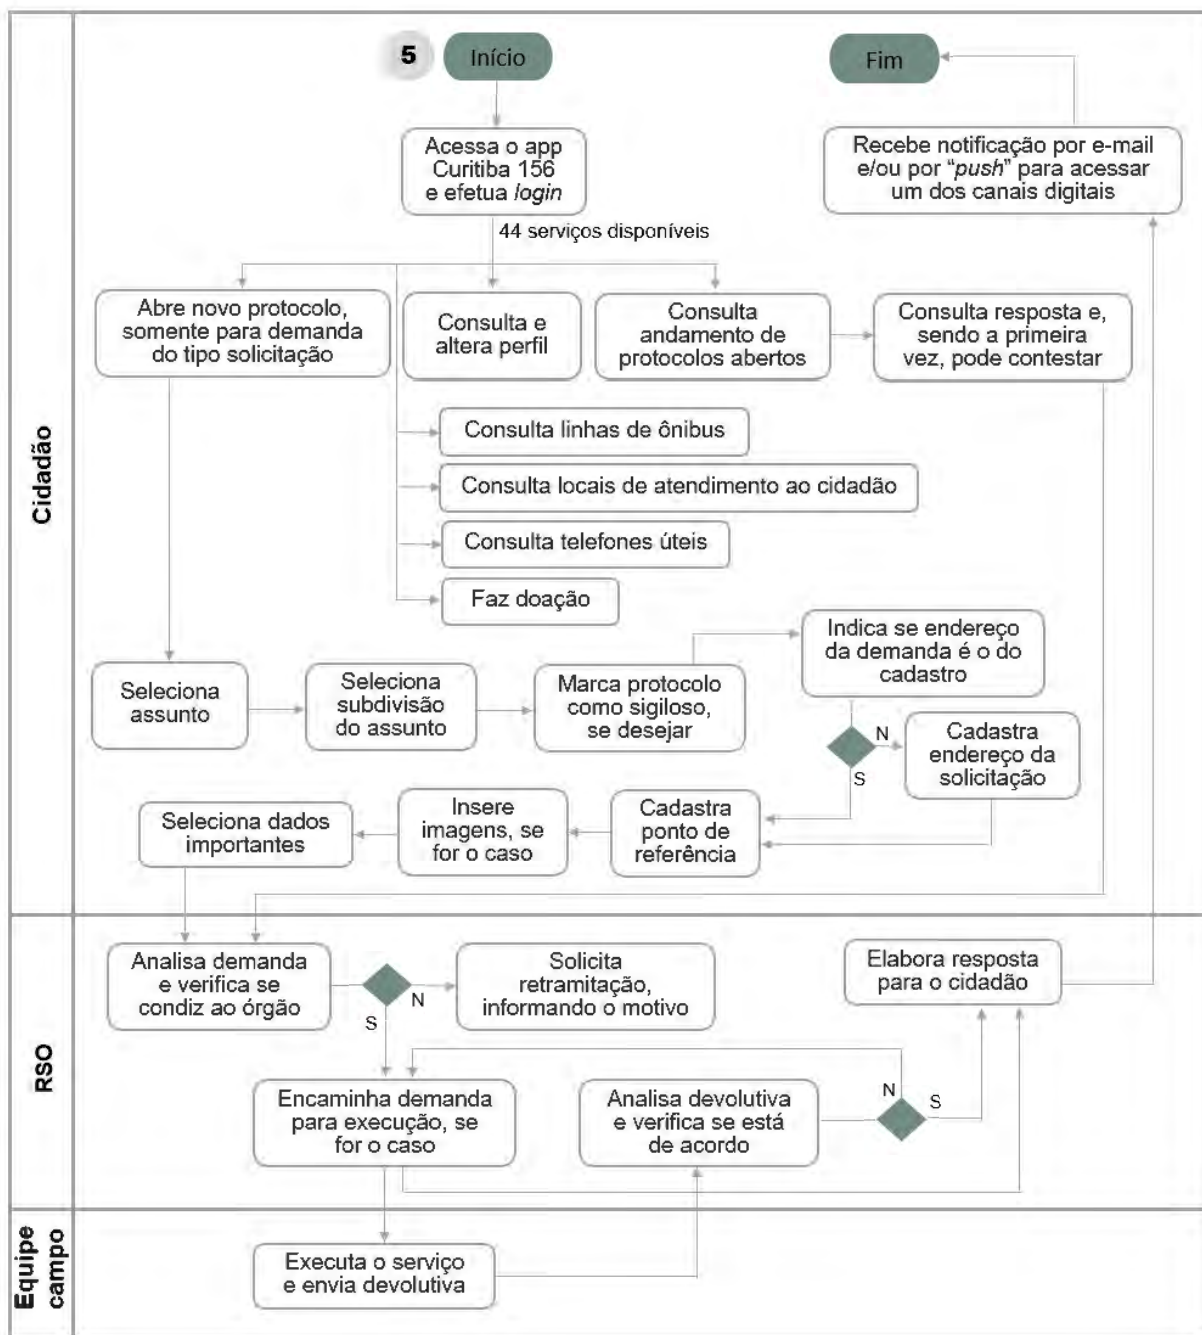 5
Início
Fim
Acessa o app
Curitiba 156
e efetua login
Recebe notificação por e-mail
e/ou por “push” para acessar
um dos canais digitais
44 serviços disponíveis
Abre novo protocolo,
somente para demanda
do tipo solicitação
Consulta e
altera perfil
Consulta
andamento de
protocolos abertos
Consulta resposta e,
sendo a primeira
vez, pode contestar
Consulta linhas de ônibus
Consulta locais de atendimento ao cidadão
Consulta telefones úteis
Faz doação
Cidadão
Seleciona
assunto
Seleciona
subdivisão
do assunto
Marca protocolo
como sigiloso,
se desejar
Indica se endereço
da demanda é o do
cadastro
N
S
Cadastra
endereço da
solicitação
Cadastra
ponto de
referência
Insere
imagens, se
for o caso
Seleciona dados
importantes
RSO
Analisa demanda
e verifica se
condiz ao órgão
N
S
Solicita
retramitação,
informando o motivo
Elabora resposta
para o cidadão
Encaminha demanda
para execução, se
for o caso
Analisa devolutiva
e verifica se está
de acordo
N
S
Equipe
campo
Executa o serviço
e envia devolutiva